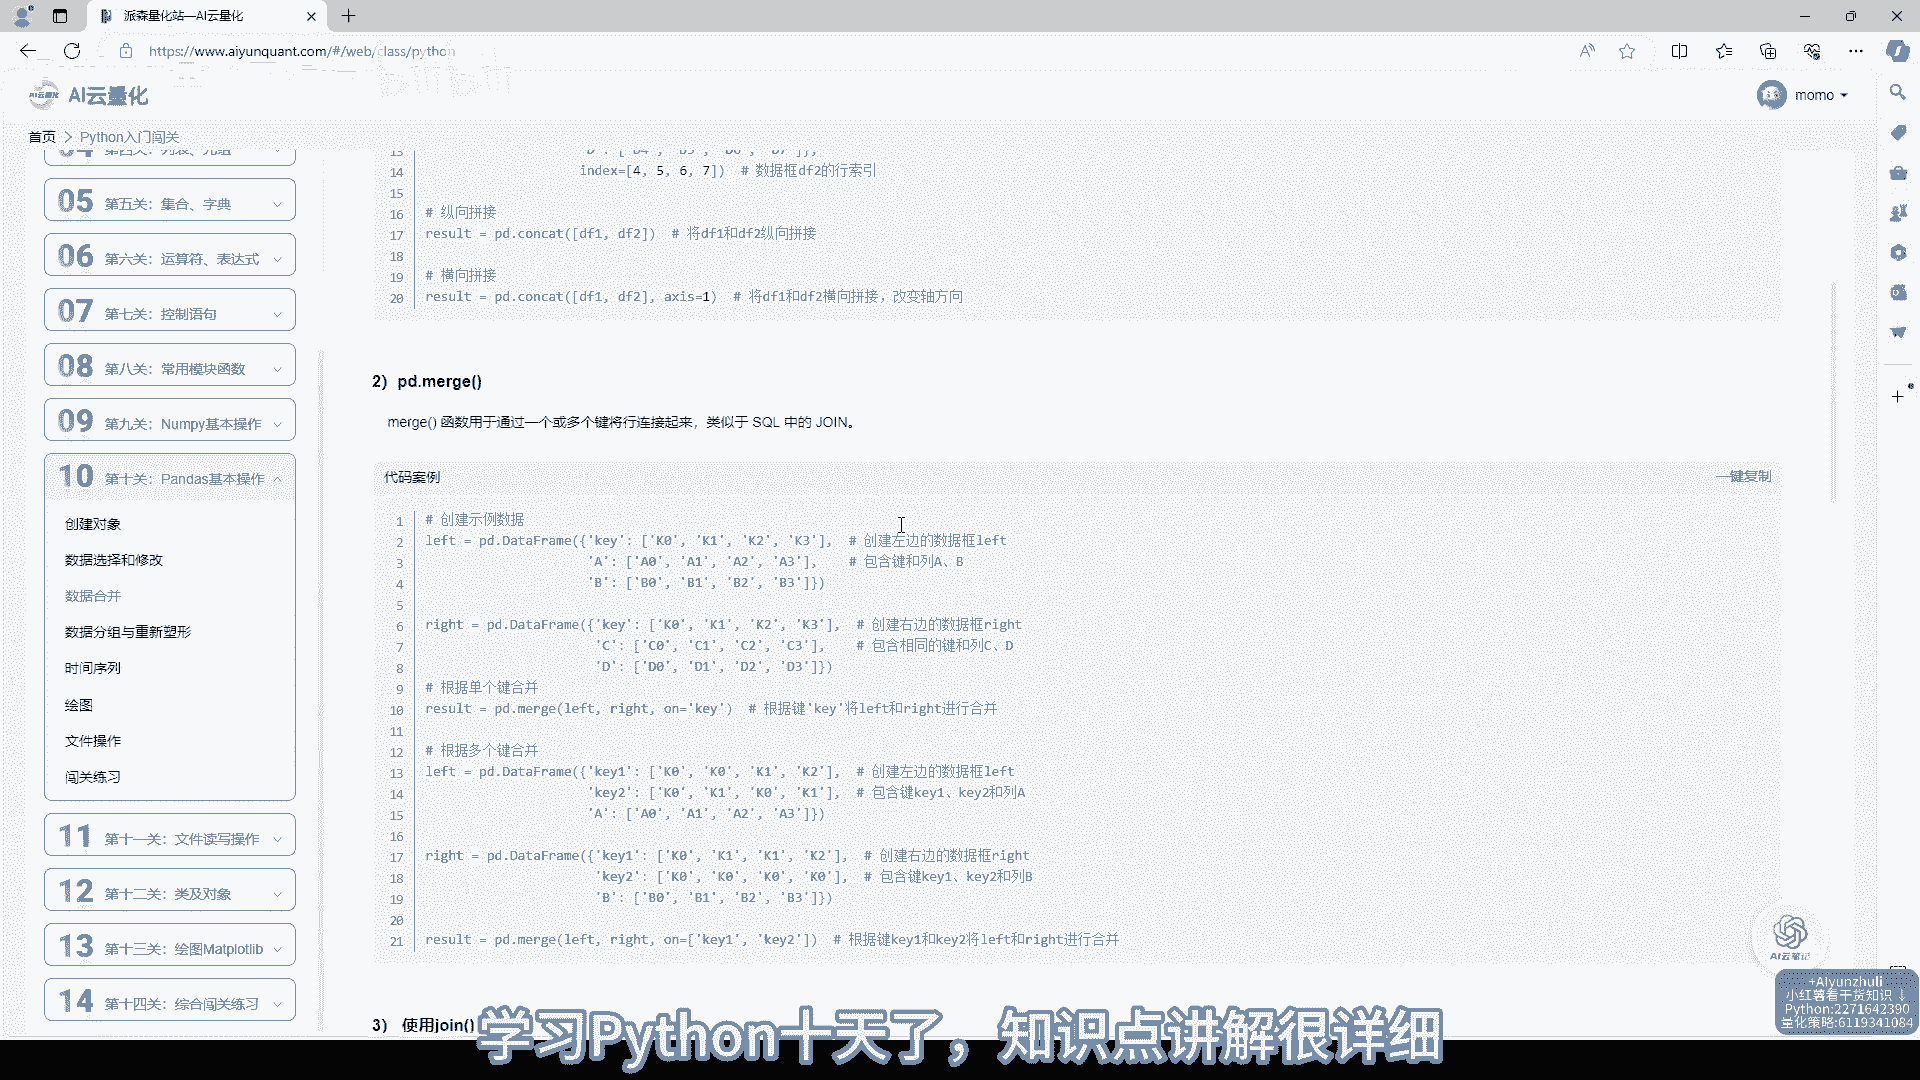 派森量化站—AI云量化
https://www.aiyunquant.com/#/web/class/python
AI云量化
momo
首页 > Python入门闯关
04 第四关：列表、元组
05 第五关：集合、字典
06 第六关：运算符、表达式
07 第七关：控制语句
08 第八关：常用模块函数
09 第九关：Numpy基本操作
10 第十关：Pandas基本操作
创建对象
数据选择和修改
数据合并
数据分组与重新塑形
时间序列
绘图
文件操作
闯关练习
11 第十一关：文件读写操作
12 第十二关：类及对象
13 第十三关：绘图Matplotlib
14 第十四关：综合闯关练习
13 'D': ['D4', 'D5', 'D6', 'D7']},
14 index=[4, 5, 6, 7]) # 数据框df2的行索引
15
16 # 纵向拼接
17 result = pd.concat([df1, df2]) # 将df1和df2纵向拼接
18
19 # 横向拼接
20 result = pd.concat([df1, df2], axis=1) # 将df1和df2横向拼接，改变轴方向
2）pd.merge()
merge() 函数用于通过一个或多个键将行连接起来，类似于 SQL 中的 JOIN。
代码案例
一键复制
1 # 创建示例数据
2 left = pd.DataFrame({'key': ['K0', 'K1', 'K2', 'K3'], # 创建左边的数据框left
3 'A': ['A0', 'A1', 'A2', 'A3'], # 包含键和列A、B
4 'B': ['B0', 'B1', 'B2', 'B3']})
5
6 right = pd.DataFrame({'key': ['K0', 'K1', 'K2', 'K3'], # 创建右边的数据框right
7 'C': ['C0', 'C1', 'C2', 'C3'], # 包含相同的键和列C、D
8 'D': ['D0', 'D1', 'D2', 'D3']})
9 # 根据单个键合并
10 result = pd.merge(left, right, on='key') # 根据键'key'将left和right进行合并
11
12 # 根据多个键合并
13 left = pd.DataFrame({'key1': ['K0', 'K0', 'K1', 'K2'], # 创建左边的数据框left
14 'key2': ['K0', 'K1', 'K0', 'K1'], # 包含键key1、key2和列A
15 'A': ['A0', 'A1', 'A2', 'A3']})
16
17 right = pd.DataFrame({'key1': ['K0', 'K1', 'K1', 'K2'], # 创建右边的数据框right
18 'key2': ['K0', 'K0', 'K0', 'K0'], # 包含键key1、key2和列B
19 'B': ['B0', 'B1', 'B2', 'B3']})
20
21 result = pd.merge(left, right, on=['key1', 'key2']) # 根据键key1和key2将left和right进行合并
3） 使用join()
AI云笔记
+AIyunzhuli
小红薯看干货知识 ↓
Python:2271642390
量化策略:6119341084
学习Python十天了，知识点讲解很详细